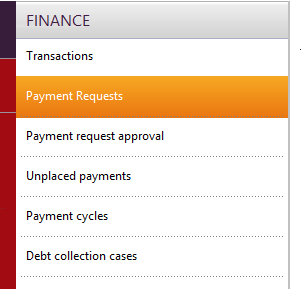 FINANCE
Transactions
Payment Requests
Payment request approval
Unplaced payments
Payment cycles
Debt collection cases